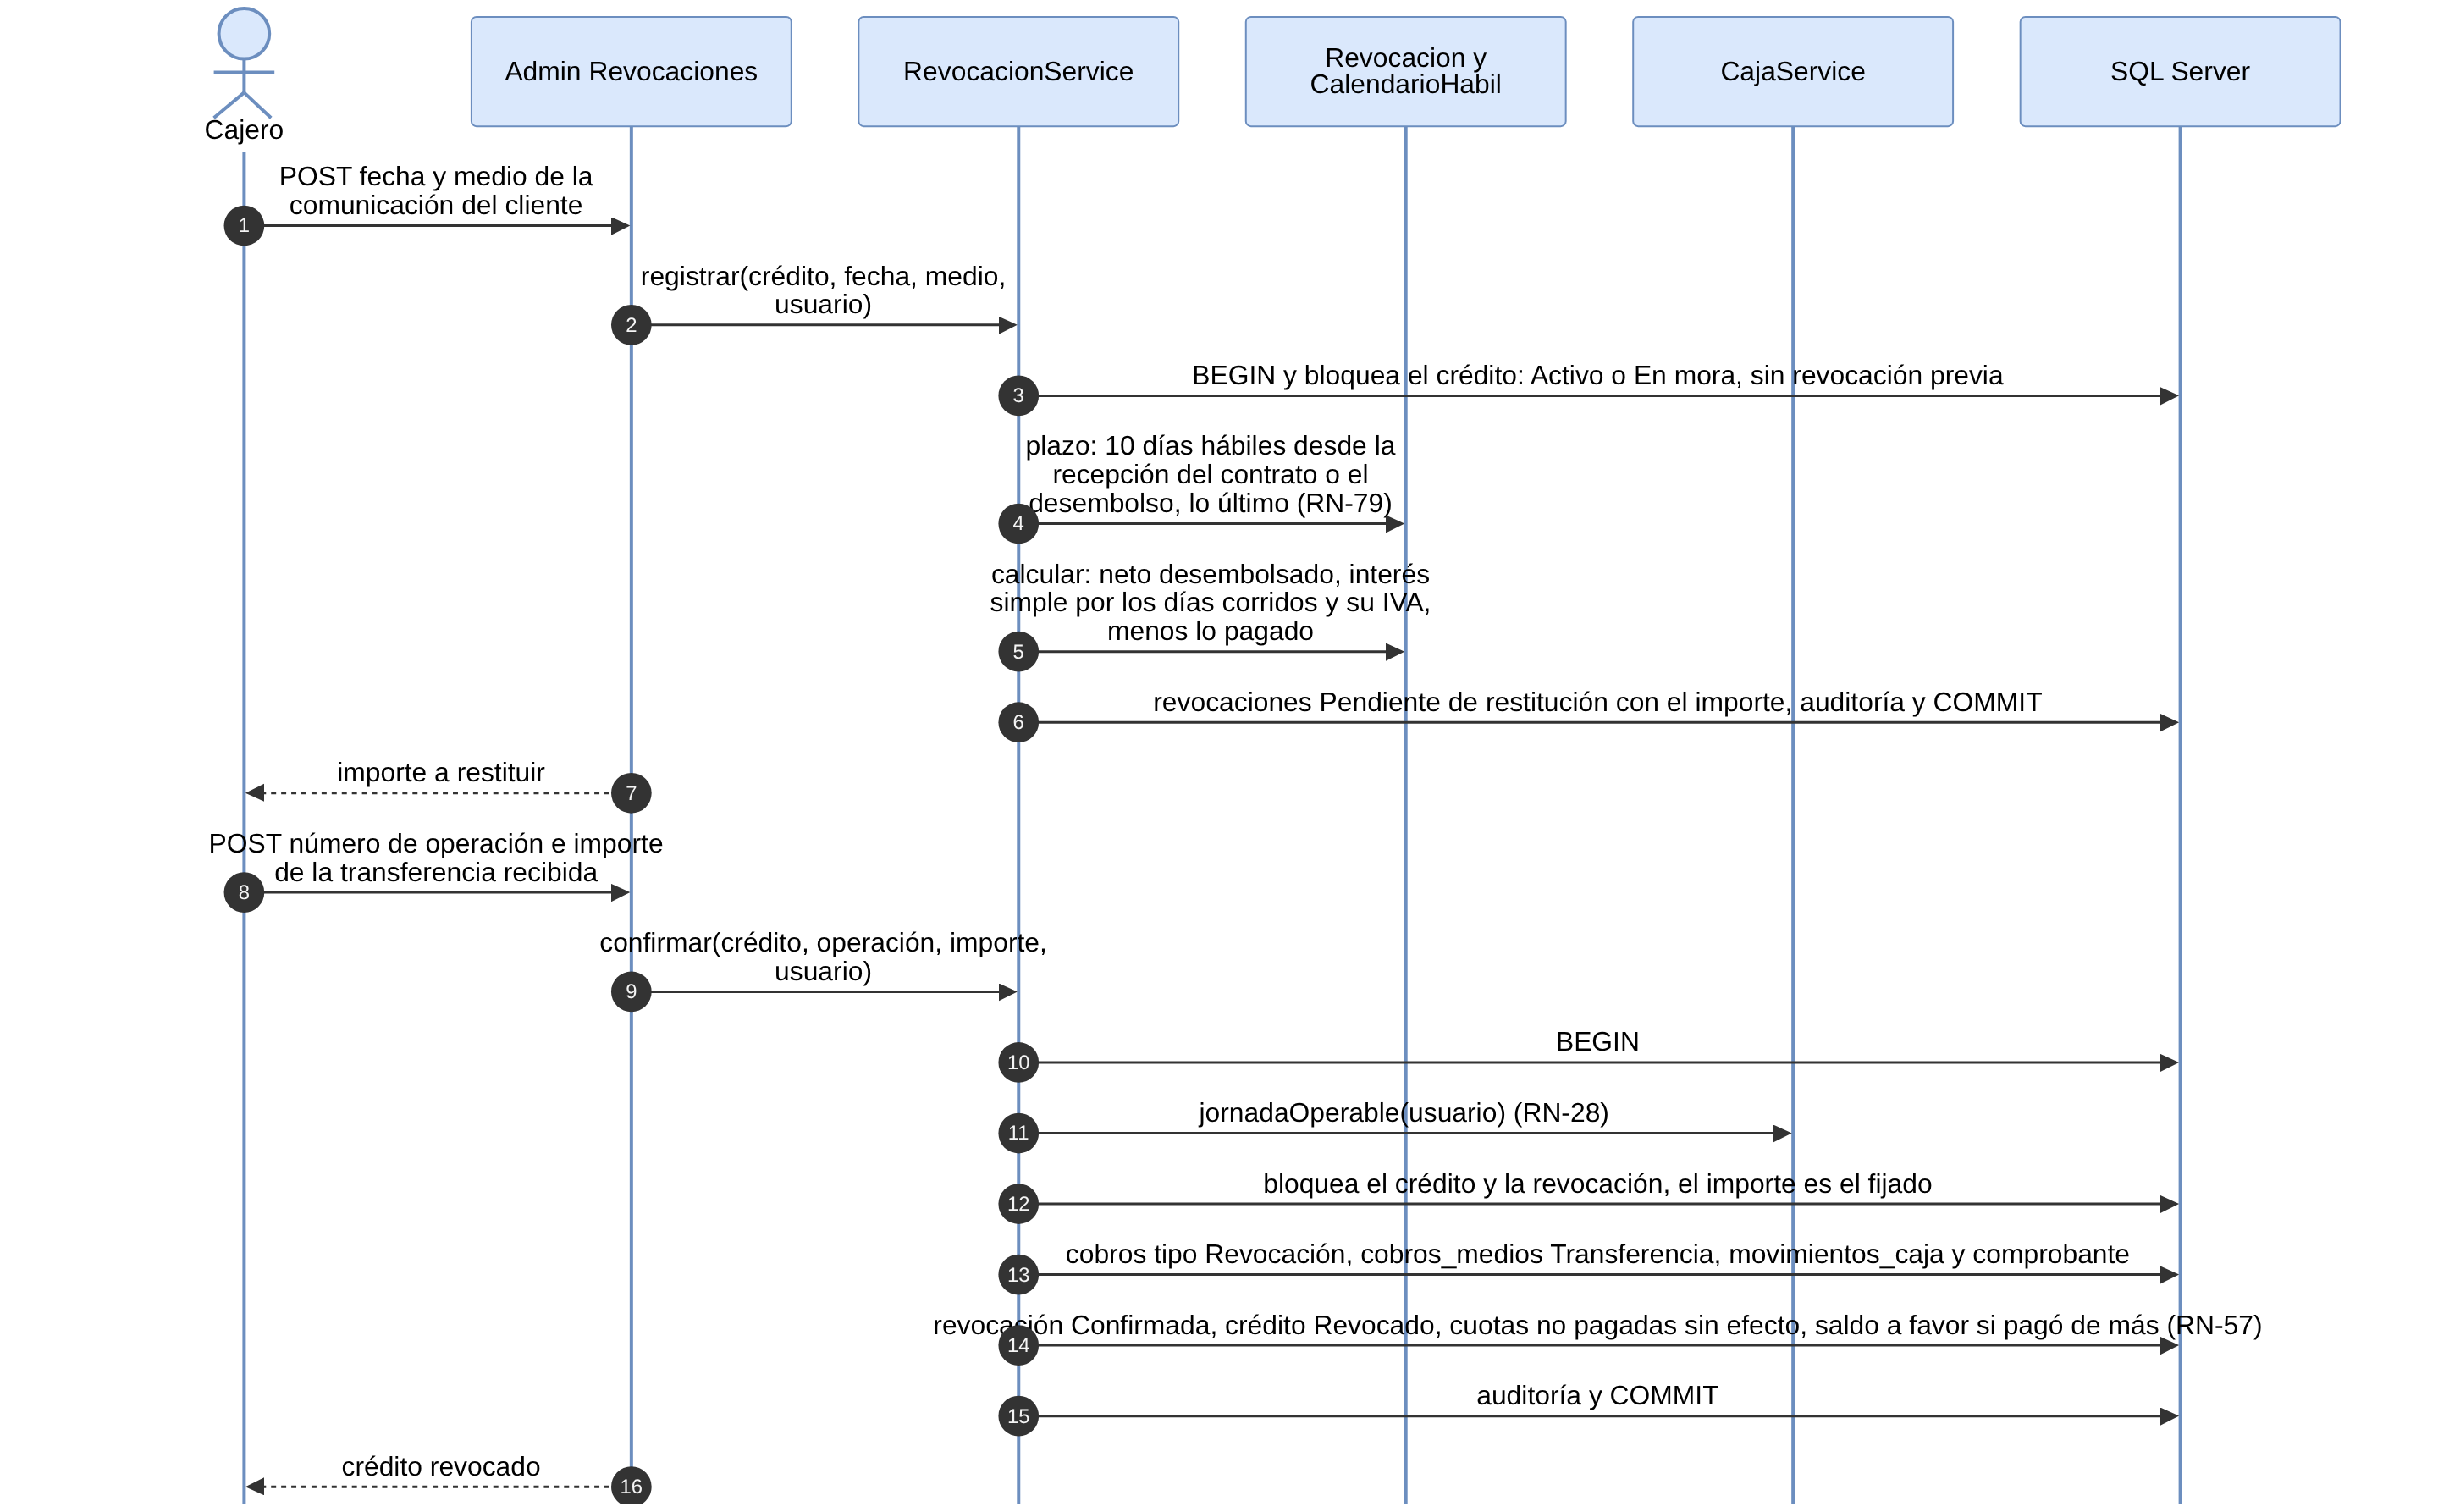 Cajero
Admin Revocaciones
RevocacionService
Revocacion y
CalendarioHabil
CajaService
SQL Server
POST fecha y medio de la
comunicación del cliente
1
registrar(crédito, fecha, medio,
usuario)
2
BEGIN y bloquea el crédito: Activo o En mora, sin revocación previa
3
plazo: 10 días hábiles desde la
recepción del contrato o el
desembolso, lo último (RN-79)
4
calcular: neto desembolsado, interés
simple por los días corridos y su IVA,
menos lo pagado
5
revocaciones Pendiente de restitución con el importe, auditoría y COMMIT
6
importe a restituir
7
POST número de operación e importe
de la transferencia recibida
8
confirmar(crédito, operación, importe,
usuario)
9
BEGIN
10
jornadaOperable(usuario) (RN-28)
11
bloquea el crédito y la revocación, el importe es el fijado
12
cobros tipo Revocación, cobros_medios Transferencia, movimientos_caja y comprobante
13
revocación Confirmada, crédito Revocado, cuotas no pagadas sin efecto, saldo a favor si pagó de más (RN-57)
14
auditoría y COMMIT
15
crédito revocado
16